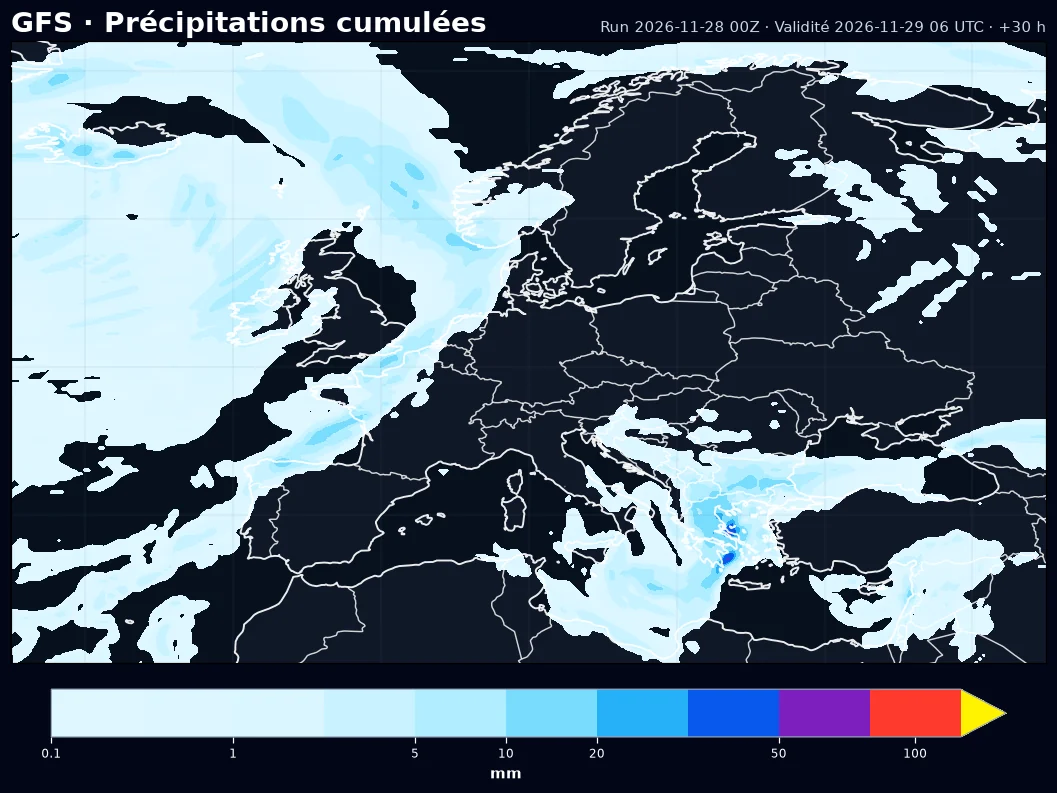 GFS · Précipitations cumulées
Run 2026-11-28 00Z · Validité 2026-11-29 06 UTC · +30 h
0.1 1 5 10 20 50 100
mm